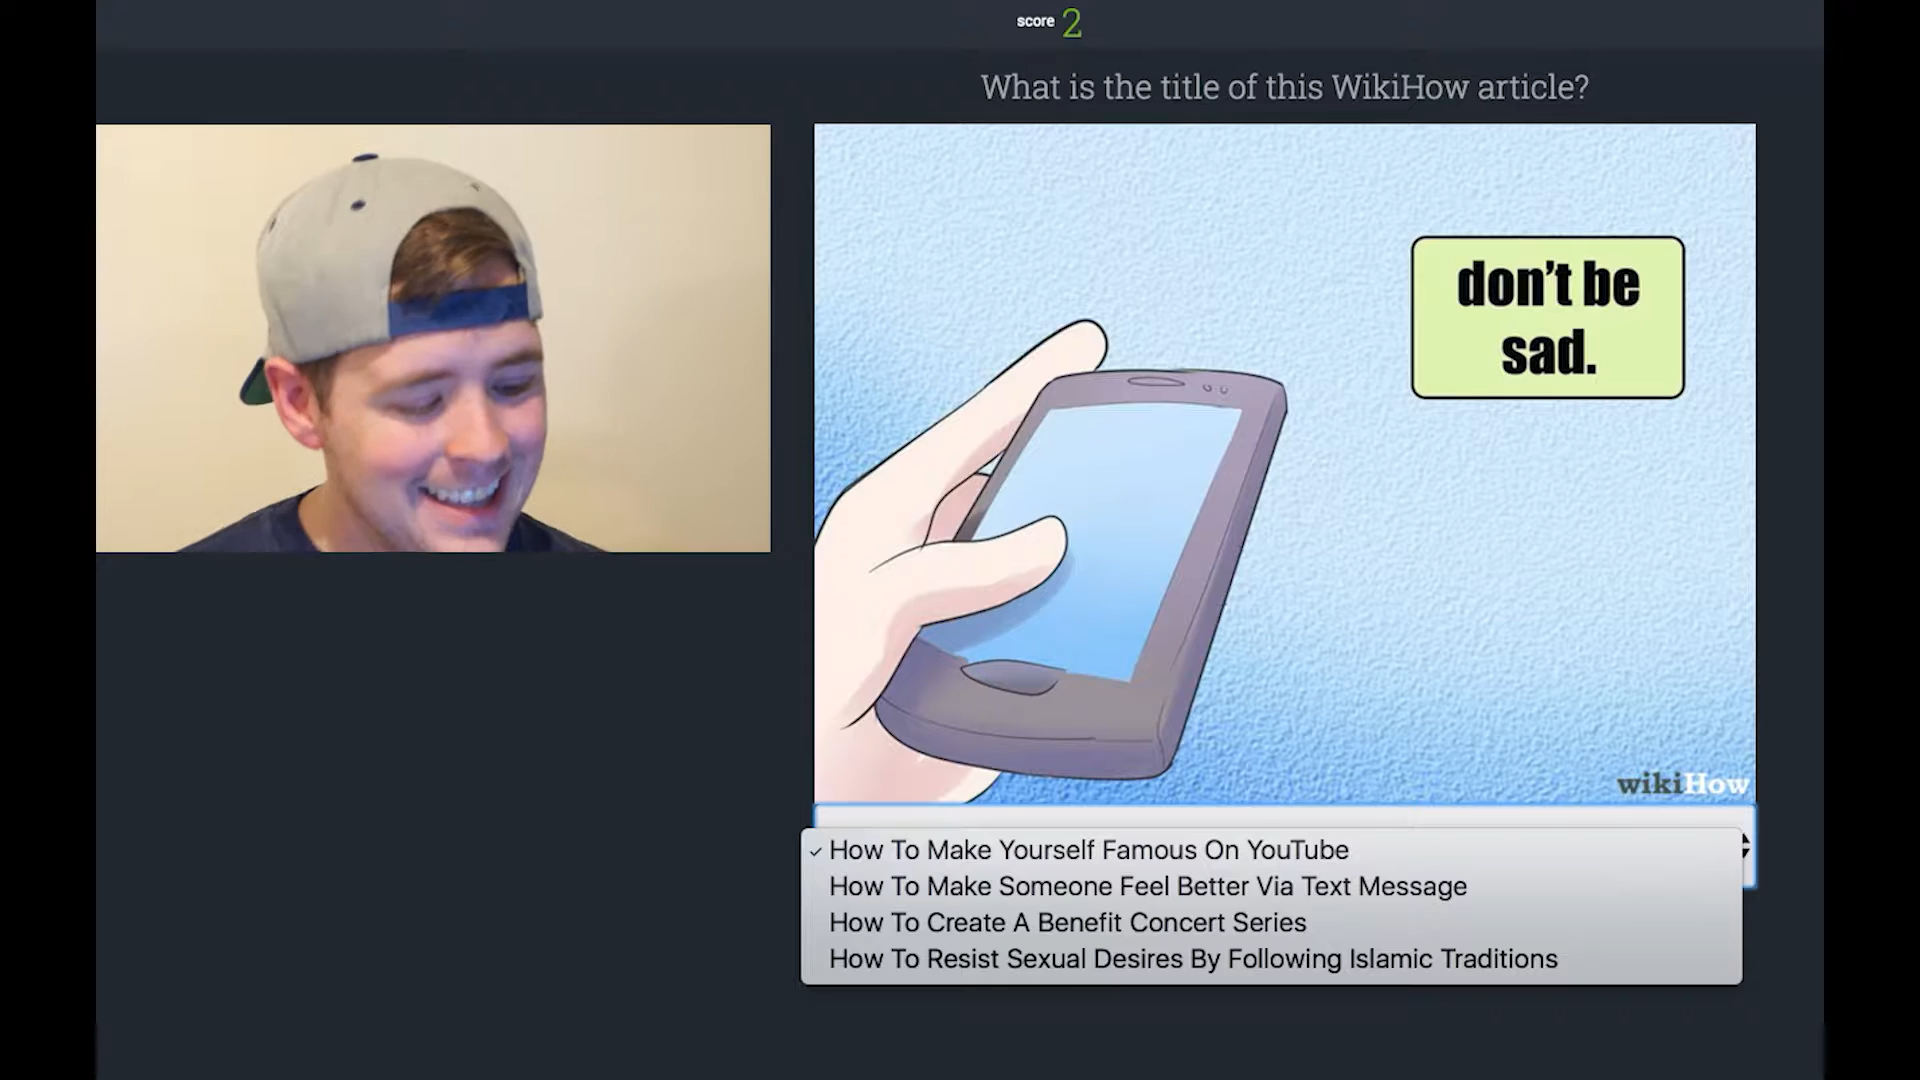 score 2
What is the title of this WikiHow article?
don't be
sad.
wikiHow
✓ How To Make Yourself Famous On YouTube
How To Make Someone Feel Better Via Text Message
How To Create A Benefit Concert Series
How To Resist Sexual Desires By Following Islamic Traditions